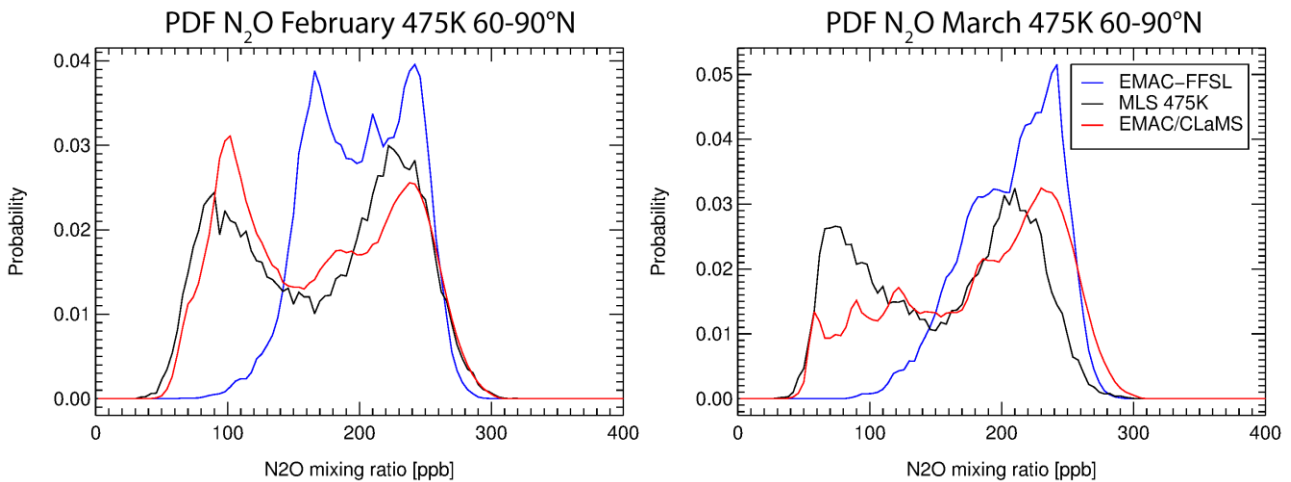 PDF N₂O February 475K 60-90°N
0.04
0.03
0.02
0.01
0.00
Probability
0
100
200
300
400
N2O mixing ratio [ppb]
PDF N₂O March 475K 60-90°N
EMAC−FFSL
MLS 475K
EMAC/CLaMS
0.05
0.04
0.03
0.02
0.01
0.00
Probability
0
100
200
300
400
N2O mixing ratio [ppb]